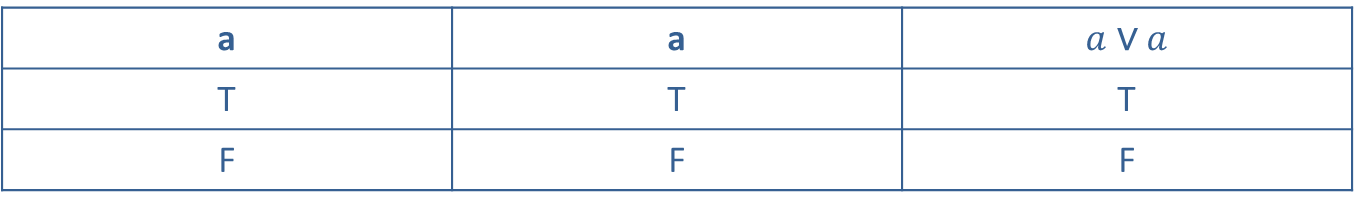 a a 𝑎 ∨ 𝑎
T T T
F F F